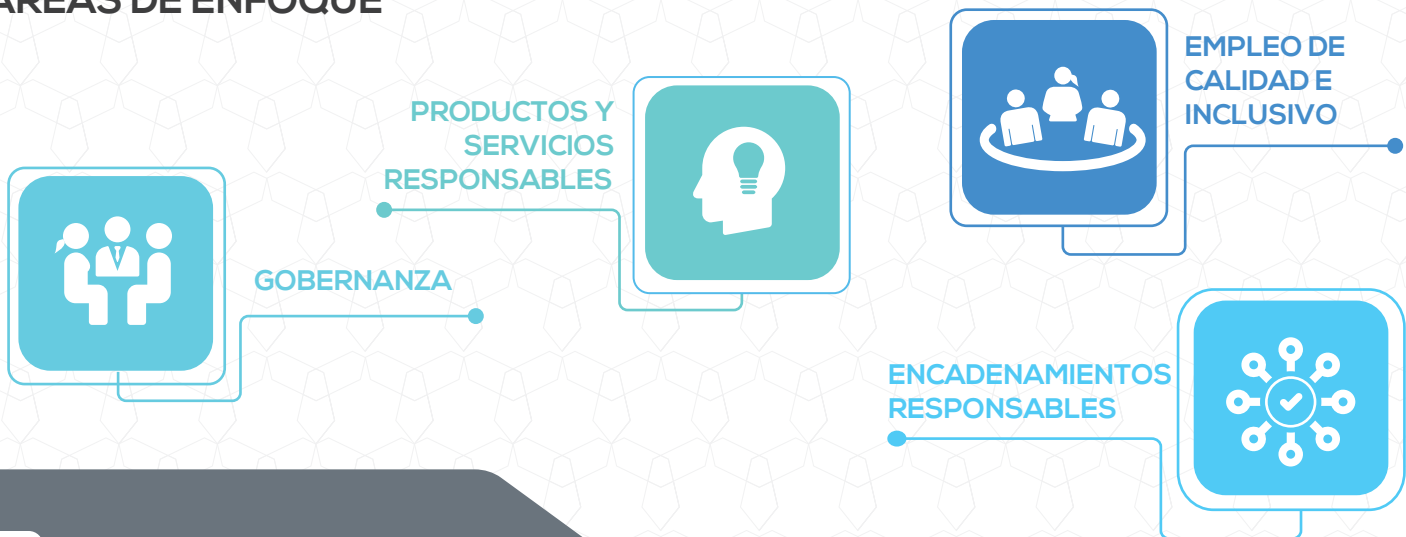 ÁREAS DE ENFOQUE
GOBERNANZA
PRODUCTOS Y
SERVICIOS
RESPONSABLES
EMPLEO DE
CALIDAD E
INCLUSIVO
ENCADENAMIENTOS
RESPONSABLES